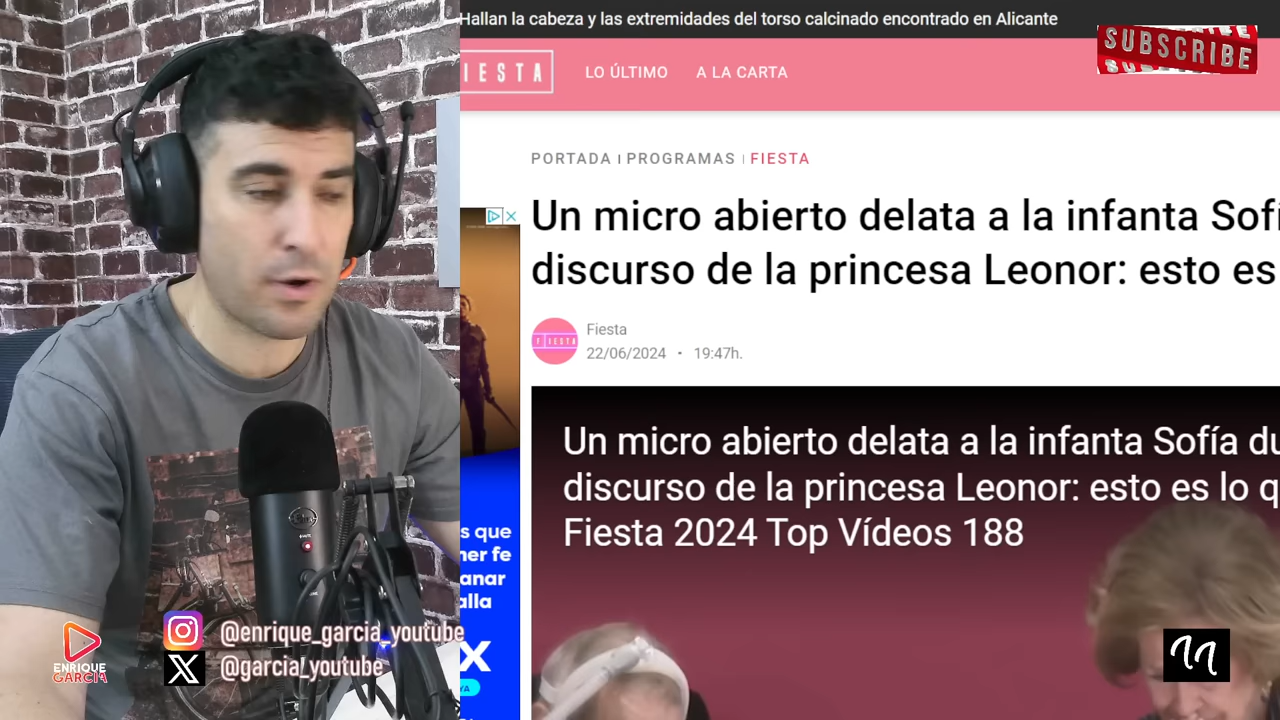 Hallan la cabeza y las extremidades del torso calcinado encontrado en Alicante
SUBSCRIBE
IESTA
LO ÚLTIMO
A LA CARTA
PORTADA | PROGRAMAS | FIESTA
Un micro abierto delata a la infanta Sofí
discurso de la princesa Leonor: esto es
FIESTA
Fiesta
22/06/2024 · 19:47h.
Un micro abierto delata a la infanta Sofía du
discurso de la princesa Leonor: esto es lo q
Fiesta 2024 Top Vídeos 188
s que
ner fe
anar
alla
X
YA
ENRIQUE
GARCIA
@enrique_garcia_youtube
@garcia_youtube